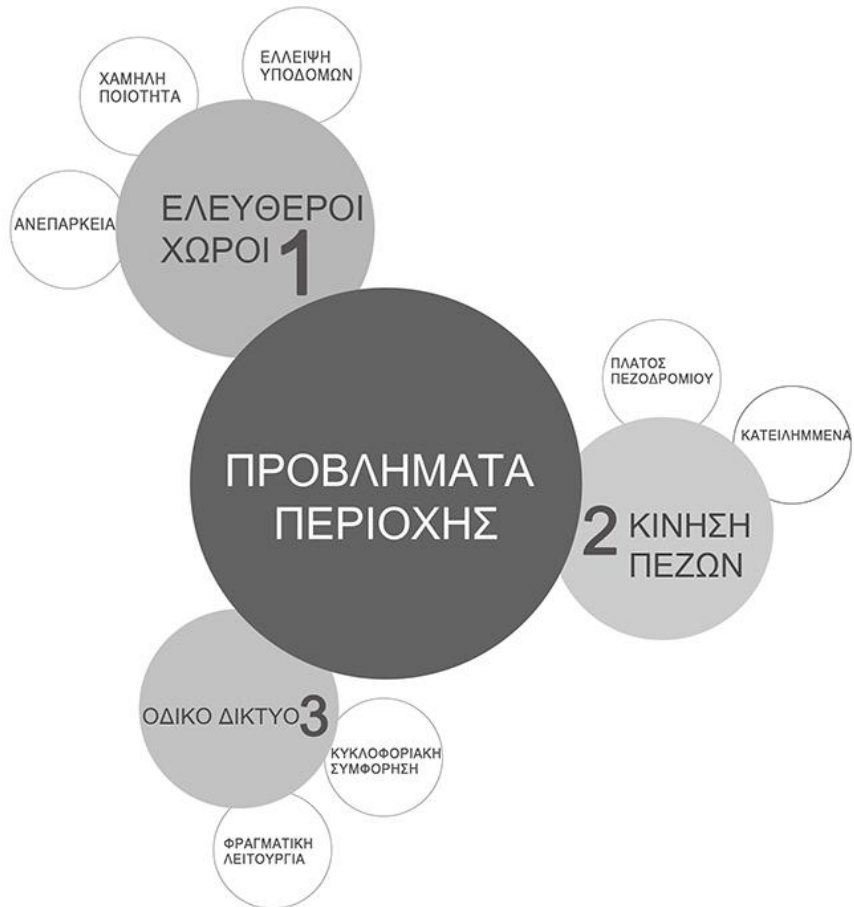 ΕΛΛΕΙΨΗ
ΥΠΟΔΟΜΩΝ
ΧΑΜΗΛΗ
ΠΟΙΟΤΗΤΑ
ΑΝΕΠΑΡΚΕΙΑ
ΕΛΕΥΘΕΡΟΙ
ΧΩΡΟΙ 1
ΠΡΟΒΛΗΜΑΤΑ
ΠΕΡΙΟΧΗΣ
ΠΛΑΤΟΣ
ΠΕΖΟΔΡΟΜΙΟΥ
ΚΑΤΕΙΛΗΜΜΕΝΑ
2 ΚΙΝΗΣΗ
ΠΕΖΩΝ
ΟΔΙΚΟ ΔΙΚΤΥΟ 3
ΚΥΚΛΟΦΟΡΙΑΚΗ
ΣΥΜΦΟΡΗΣΗ
ΦΡΑΓΜΑΤΙΚΗ
ΛΕΙΤΟΥΡΓΙΑ